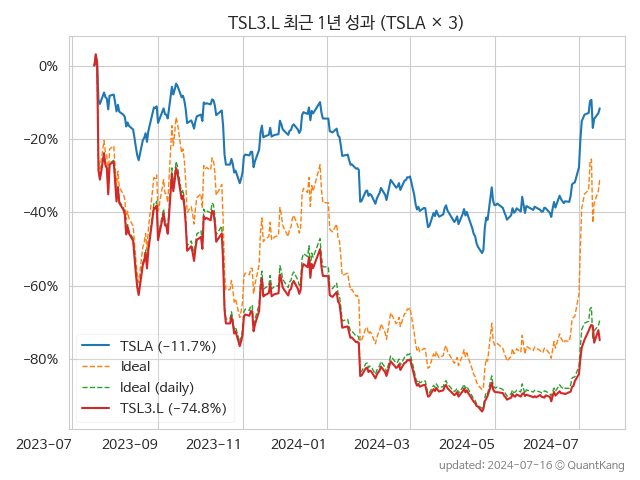 TSL3.L 최근 1년 성과 (TSLA × 3)
0%
−20%
−40%
−60%
−80%
TSLA (−11.7%)
Ideal
Ideal (daily)
TSL3.L (−74.8%)
2023−07
2023−09
2023−11
2024−01
2024−03
2024−05
2024−07
updated: 2024-07-16 © QuantKang